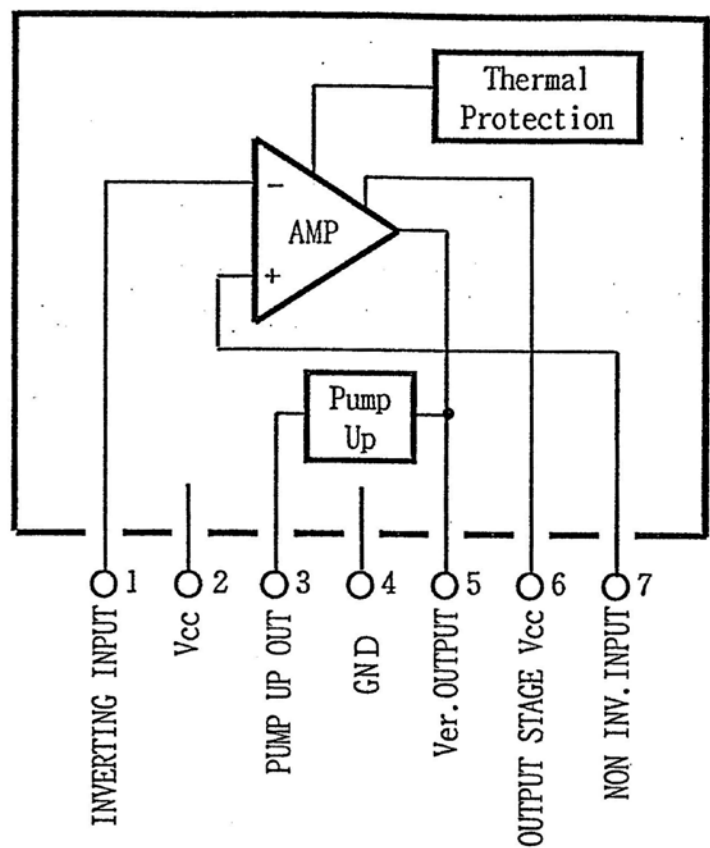 Thermal
Protection
-
AMP
+
Pump
Up
1
2
3
4
5
6
7
INVERTING INPUT
Vcc
PUMP UP OUT
GND
Ver.OUTPUT
OUTPUT STAGE Vcc
NON INV.INPUT